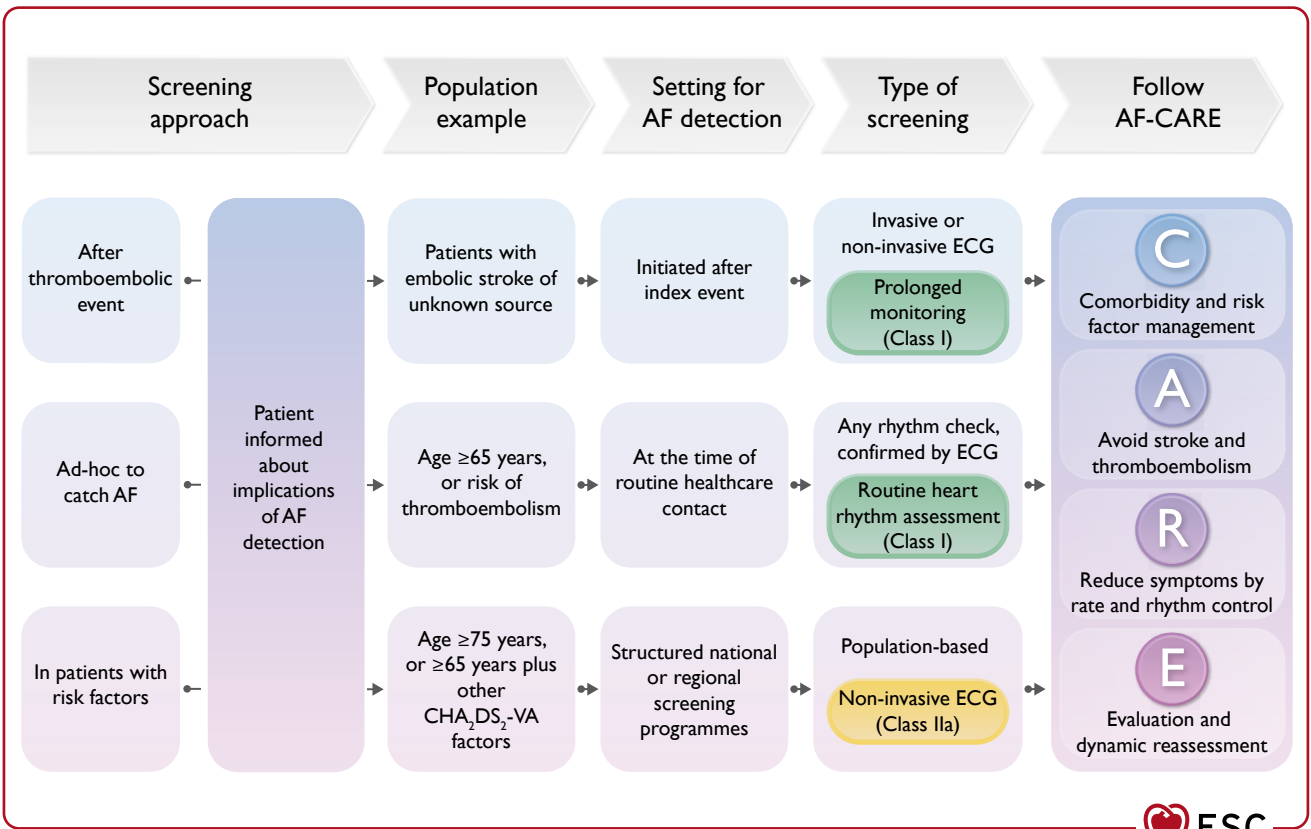 Screening
approach
Population
example
Setting for
AF detection
Type of
screening
Follow
AF-CARE
After
thromboembolic
event
Patient
informed
about
implications
of AF
detection
Patients with
embolic stroke of
unknown source
Initiated after
index event
Invasive or
non-invasive ECG
Prolonged
monitoring
(Class I)
Ad-hoc to
catch AF
Age ≥65 years,
or risk of
thromboembolism
At the time of
routine healthcare
contact
Any rhythm check,
confirmed by ECG
Routine heart
rhythm assessment
(Class I)
In patients with
risk factors
Age ≥75 years,
or ≥65 years plus
other
CHA₂DS₂-VA
factors
Structured national
or regional
screening
programmes
Population-based
Non-invasive ECG
(Class IIa)
C
Comorbidity and risk
factor management
A
Avoid stroke and
thromboembolism
R
Reduce symptoms by
rate and rhythm control
E
Evaluation and
dynamic reassessment
ESC